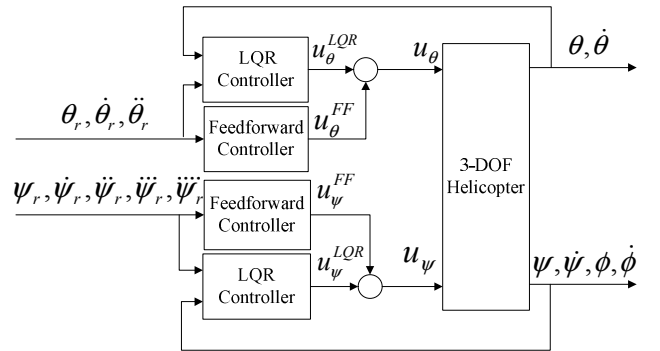 LQR
Controller
u_θ^{LQR}
u_θ
θ, θ̇
θ_r, θ̇_r, θ̈_r
Feedforward
Controller
u_θ^{FF}
3-DOF
Helicopter
ψ_r, ψ̇_r, ψ̈_r, ψ⃛_r, ψ⃜_r
Feedforward
Controller
u_ψ^{FF}
LQR
Controller
u_ψ^{LQR}
u_ψ
ψ, ψ̇, φ, φ̇